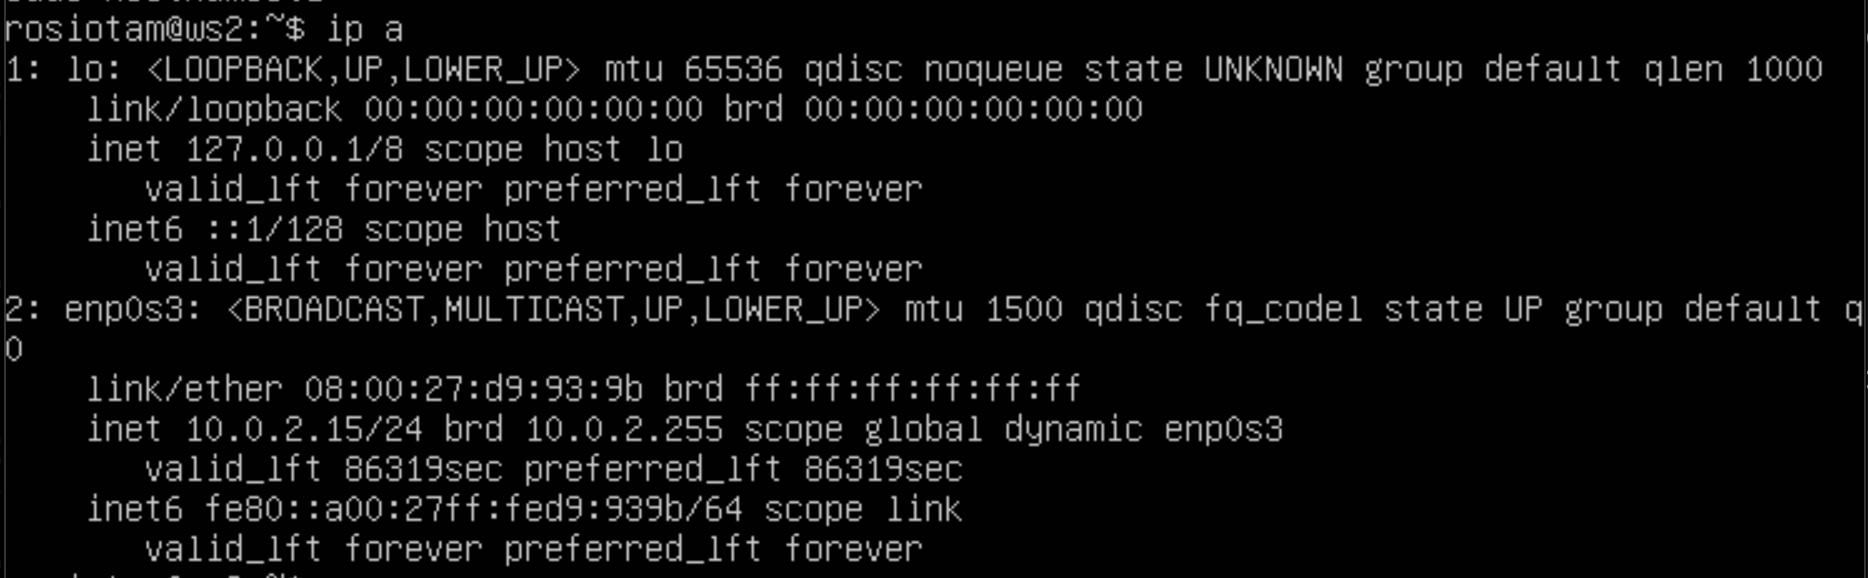 rosiotam@ws2:~$ ip a
1: lo: <LOOPBACK,UP,LOWER_UP> mtu 65536 qdisc noqueue state UNKNOWN group default qlen 1000
    link/loopback 00:00:00:00:00:00 brd 00:00:00:00:00:00
    inet 127.0.0.1/8 scope host lo
       valid_lft forever preferred_lft forever
    inet6 ::1/128 scope host
       valid_lft forever preferred_lft forever
2: enp0s3: <BROADCAST,MULTICAST,UP,LOWER_UP> mtu 1500 qdisc fq_codel state UP group default q
0
    link/ether 08:00:27:d9:93:9b brd ff:ff:ff:ff:ff:ff
    inet 10.0.2.15/24 brd 10.0.2.255 scope global dynamic enp0s3
       valid_lft 86319sec preferred_lft 86319sec
    inet6 fe80::a00:27ff:fed9:939b/64 scope link
       valid_lft forever preferred_lft forever